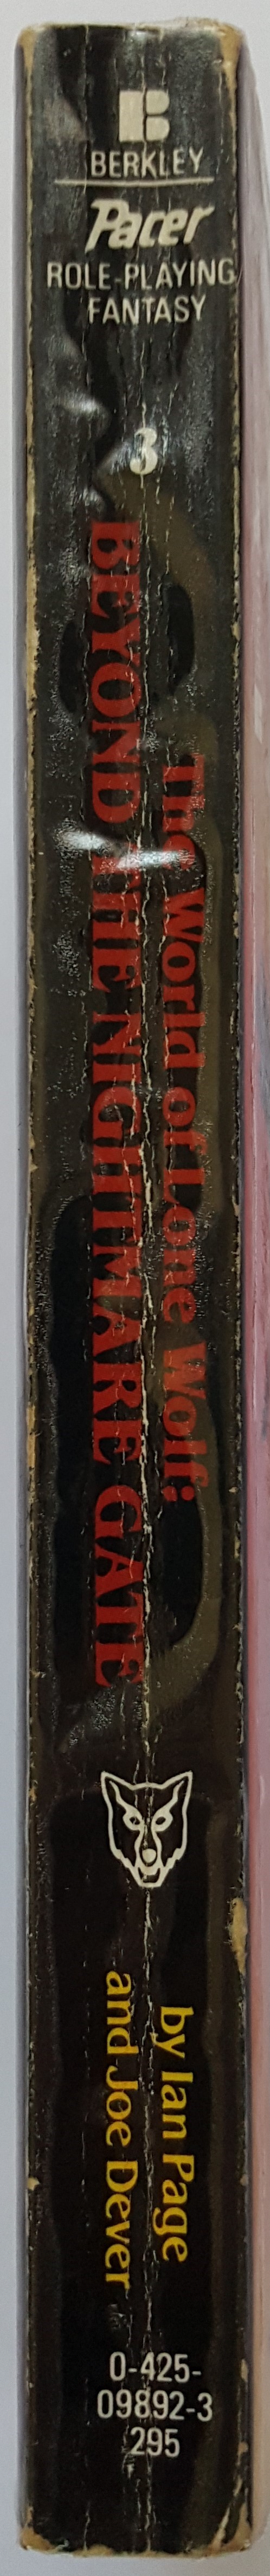 BERKLEY
Pacer
ROLE-PLAYING
FANTASY
3
The World of Lone Wolf:
BEYOND THE NIGHTMARE GATE
by Ian Page
and Joe Dever
0-425-
09892-3
295